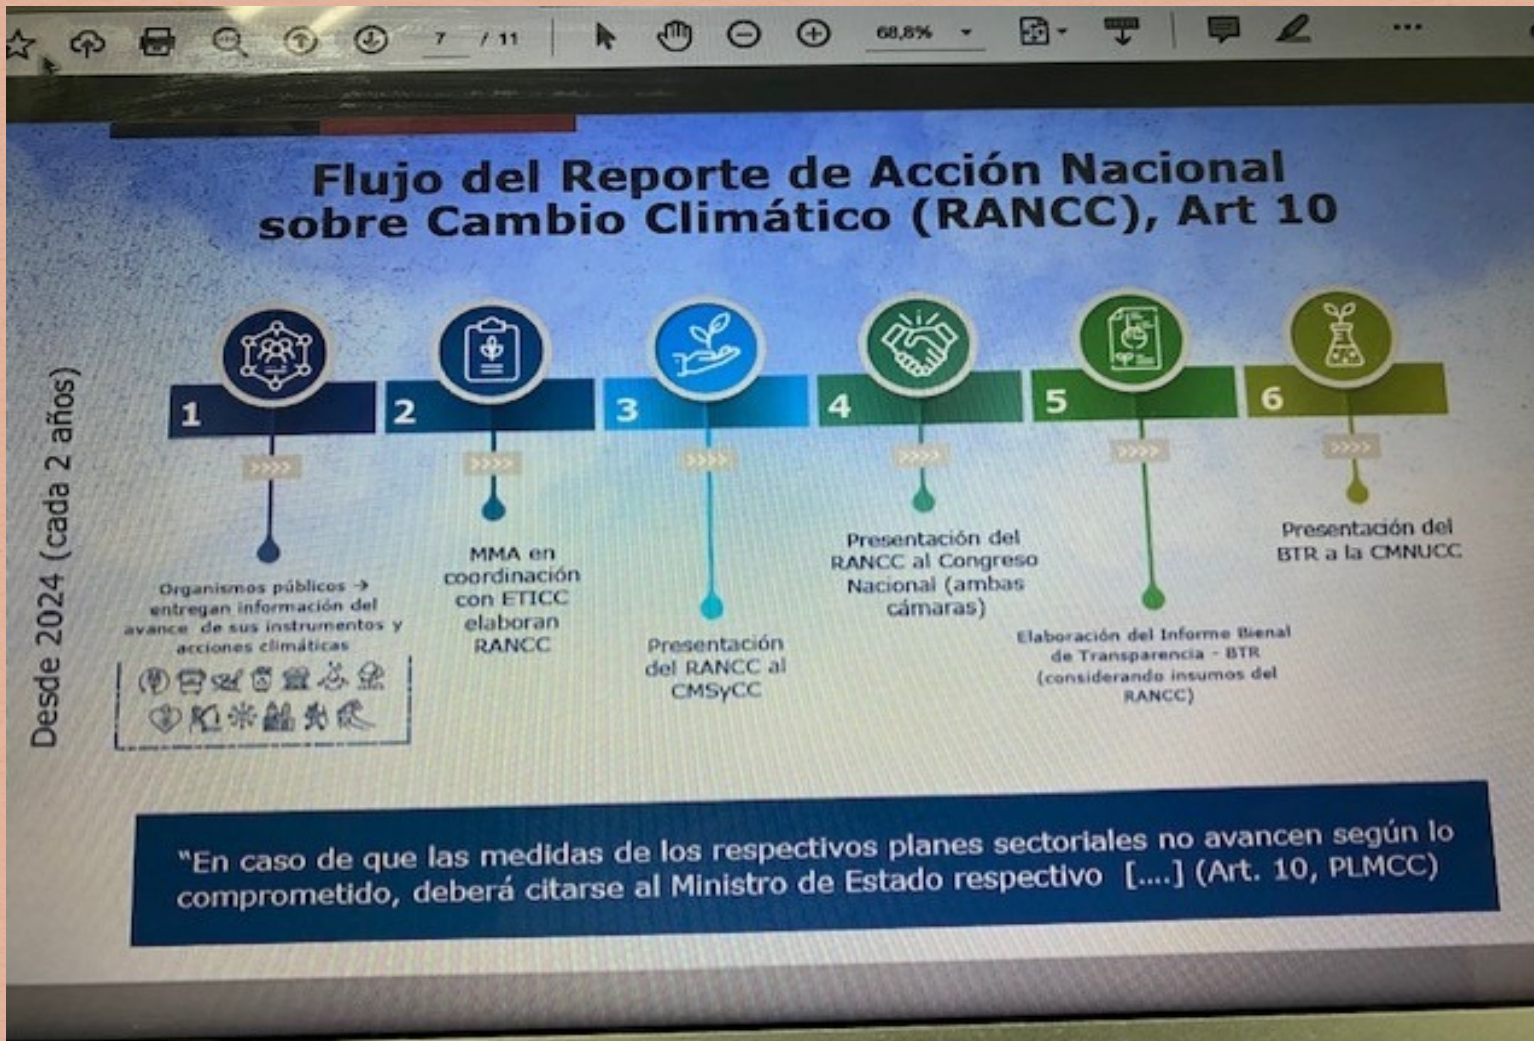 7 / 11
68,8%
Flujo del Reporte de Acción Nacional
sobre Cambio Climático (RANCC), Art 10
Desde 2024 (cada 2 años)
1
Organismos públicos →
entregan información del
avance de sus instrumentos y
acciones climáticas
2
MMA en
coordinación
con ETICC
elaboran
RANCC
3
Presentación
del RANCC al
CMSyCC
4
Presentación del
RANCC al Congreso
Nacional (ambas
cámaras)
5
Elaboración del Informe Bienal
de Transparencia - BTR
(considerando insumos del
RANCC)
6
Presentación del
BTR a la CMNUCC
"En caso de que las medidas de los respectivos planes sectoriales no avancen según lo
comprometido, deberá citarse al Ministro de Estado respectivo [....] (Art. 10, PLMCC)